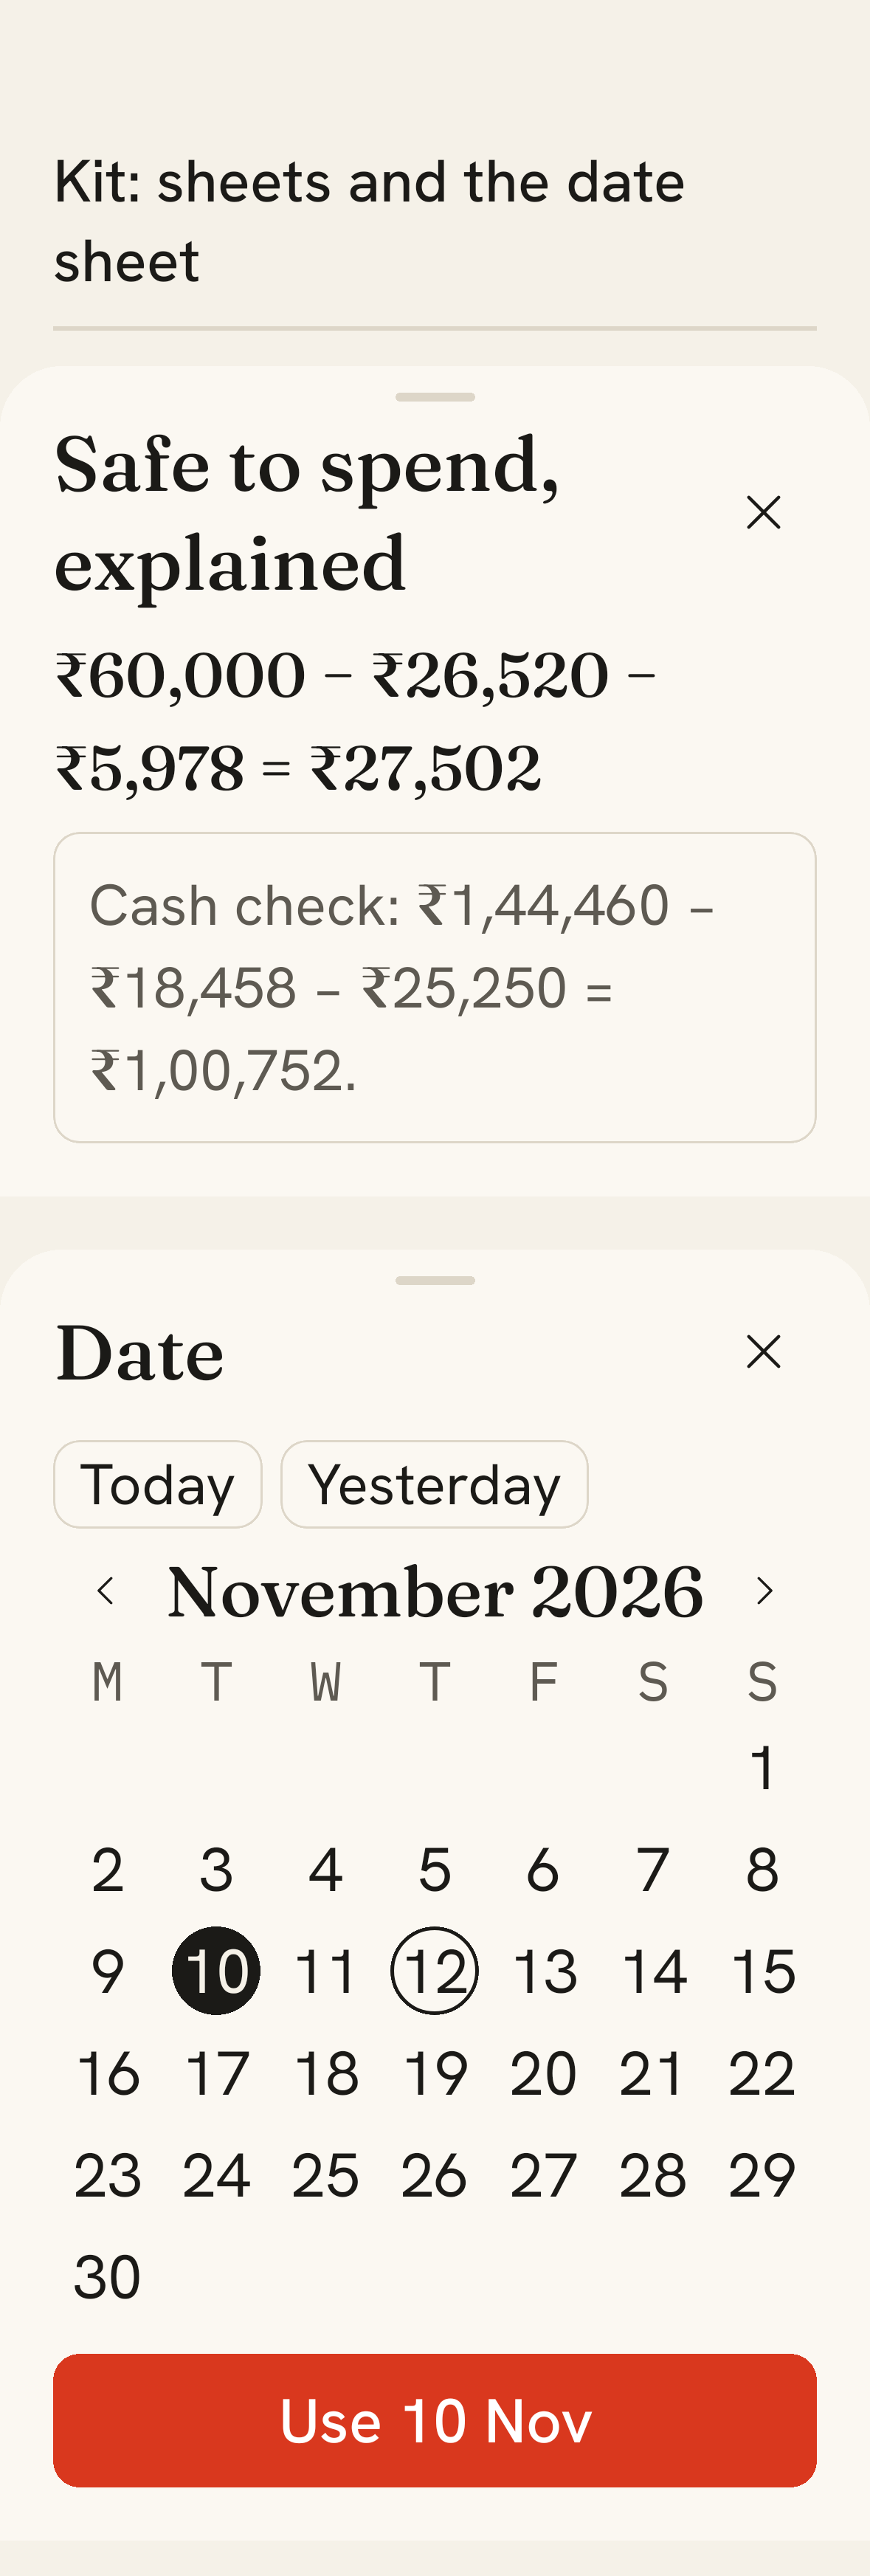 Kit: sheets and the date
sheet
Safe to spend,
explained
₹60,000 – ₹26,520 –
₹5,978 = ₹27,502
Cash check: ₹1,44,460 –
₹18,458 – ₹25,250 =
₹1,00,752.
Date
Today Yesterday
November 2026
M T W T F S S
1
2 3 4 5 6 7 8
9 10 11 12 13 14 15
16 17 18 19 20 21 22
23 24 25 26 27 28 29
30
Use 10 Nov